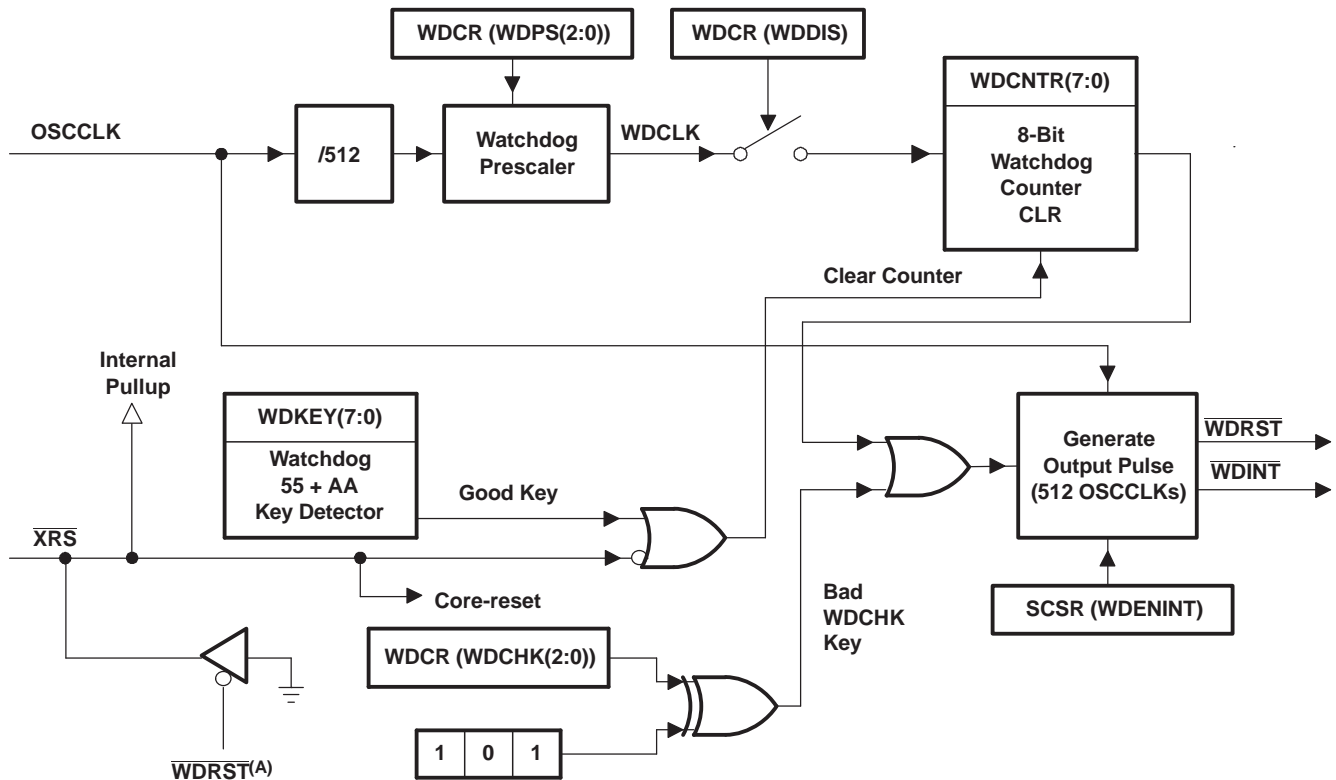 WDCR (WDPS(2:0))
WDCR (WDDIS)
WDCNTR(7:0)
OSCCLK
/512
Watchdog
Prescaler
WDCLK
8-Bit
Watchdog
Counter
CLR
Clear Counter
Internal
Pullup
WDKEY(7:0)
Watchdog
55 + AA
Key Detector
Good Key
Generate
Output Pulse
(512 OSCCLKs)
WDRST
WDINT
XRS
Core-reset
Bad
WDCHK
Key
SCSR (WDENINT)
WDCR (WDCHK(2:0))
1 0 1
WDRST(A)